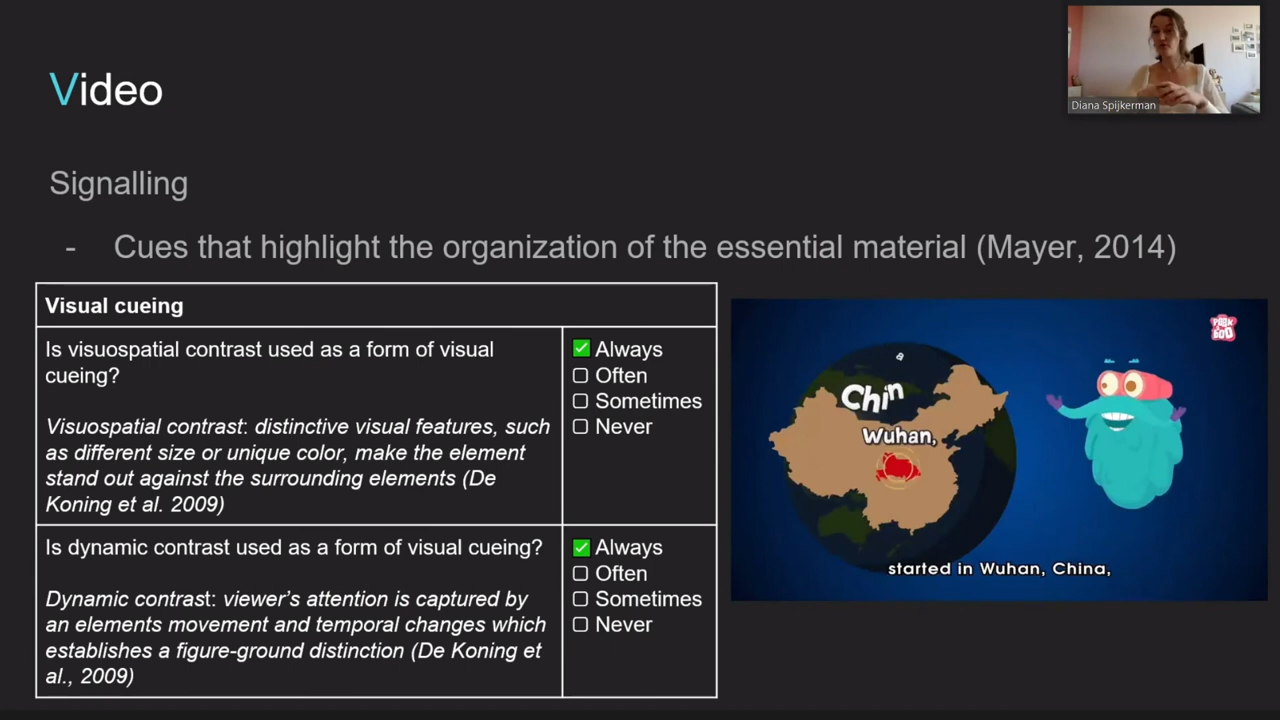 Video
Diana Spijkerman
Signalling
- Cues that highlight the organization of the essential material (Mayer, 2014)
Visual cueing
Is visuospatial contrast used as a form of visual
cueing?
Visuospatial contrast: distinctive visual features, such
as different size or unique color, make the element
stand out against the surrounding elements (De
Koning et al. 2009)
✅ Always
▢ Often
▢ Sometimes
▢ Never
Is dynamic contrast used as a form of visual cueing?
Dynamic contrast: viewer’s attention is captured by
an elements movement and temporal changes which
establishes a figure-ground distinction (De Koning et
al., 2009)
✅ Always
▢ Often
▢ Sometimes
▢ Never
PEEK
A BOO
a
Chin
Wuhan,
started in Wuhan, China,